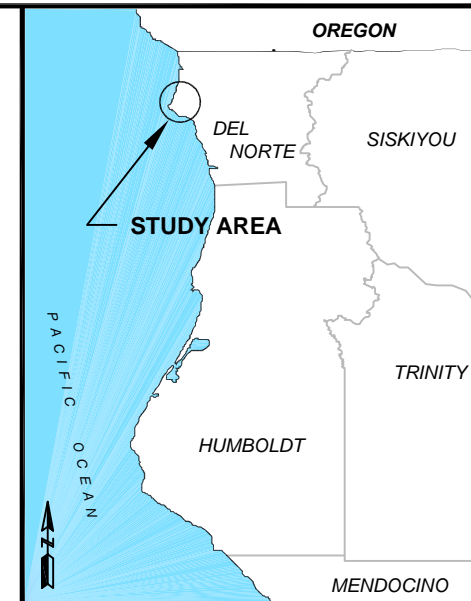 OREGON
DEL
NORTE
SISKIYOU
STUDY AREA
PACIFIC OCEAN
TRINITY
HUMBOLDT
N
MENDOCINO